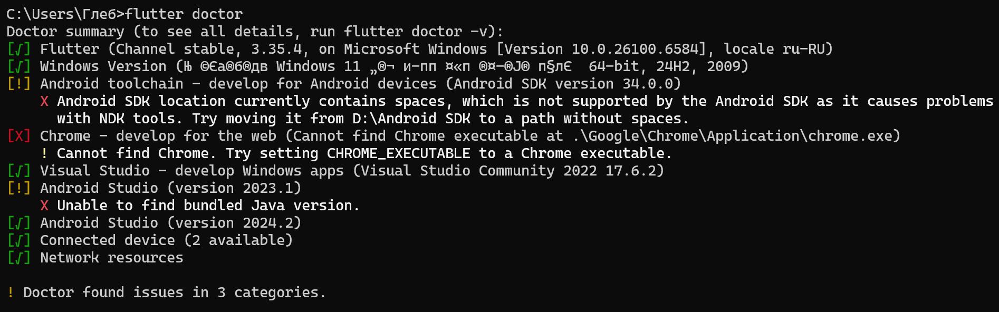 C:\Users\Глеб>flutter doctor
Doctor summary (to see all details, run flutter doctor -v):
[√] Flutter (Channel stable, 3.35.4, on Microsoft Windows [Version 10.0.26100.6584], locale ru-RU)
[√] Windows Version (Њ ©Єа®б®дв Windows 11 „®¬ и-пп ¤«п ®¤-®Ј® п§лЄ  64-bit, 24H2, 2009)
[!] Android toolchain - develop for Android devices (Android SDK version 34.0.0)
X Android SDK location currently contains spaces, which is not supported by the Android SDK as it causes problems
with NDK tools. Try moving it from D:\Android SDK to a path without spaces.
[X] Chrome - develop for the web (Cannot find Chrome executable at .\Google\Chrome\Application\chrome.exe)
! Cannot find Chrome. Try setting CHROME_EXECUTABLE to a Chrome executable.
[√] Visual Studio - develop Windows apps (Visual Studio Community 2022 17.6.2)
[!] Android Studio (version 2023.1)
X Unable to find bundled Java version.
[√] Android Studio (version 2024.2)
[√] Connected device (2 available)
[√] Network resources
! Doctor found issues in 3 categories.